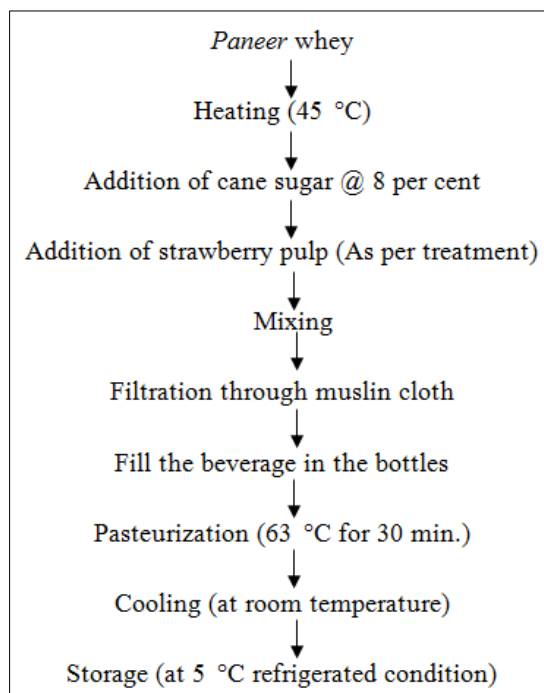 Paneer whey
Heating (45 °C)
Addition of cane sugar @ 8 per cent
Addition of strawberry pulp (As per treatment)
Mixing
Filtration through muslin cloth
Fill the beverage in the bottles
Pasteurization (63 °C for 30 min.)
Cooling (at room temperature)
Storage (at 5 °C refrigerated condition)